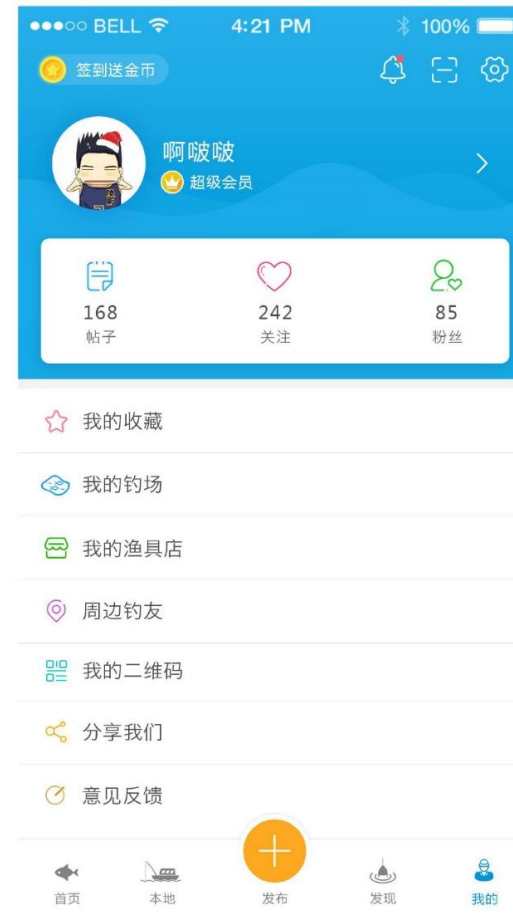 BELL 4:21 PM 100%
签到送金币
啊啵啵
超级会员
168 242 85
帖子 关注 粉丝
我的收藏
我的钓场
我的渔具店
周边钓友
我的二维码
分享我们
意见反馈
首页 本地 发布 发现 我的